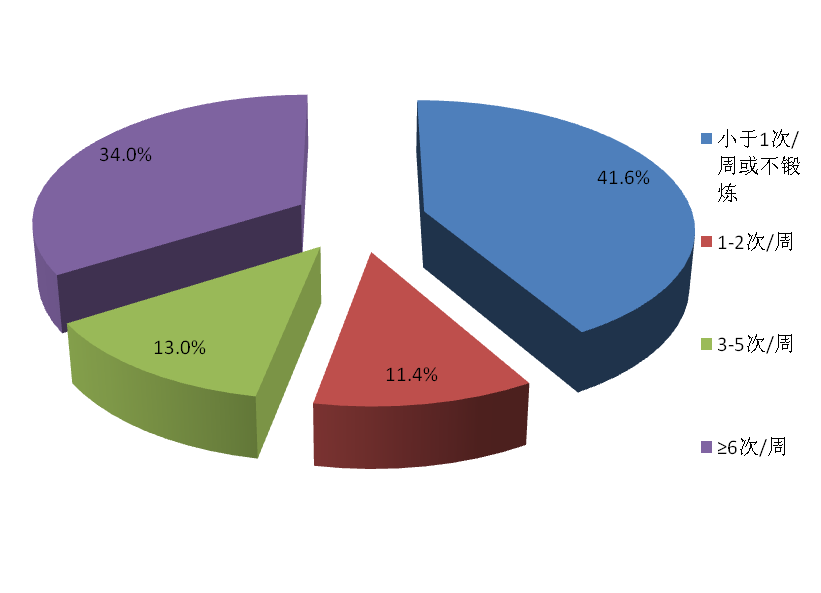 34.0%
41.6%
13.0%
11.4%
小于1次/
周或不锻
炼
1-2次/周
3-5次/周
≥6次/周